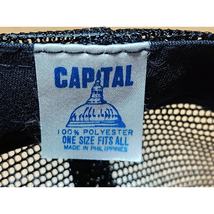 CAPITAL
100% POLYESTER
ONE SIZE FITS ALL
MADE IN PHILIPPINES